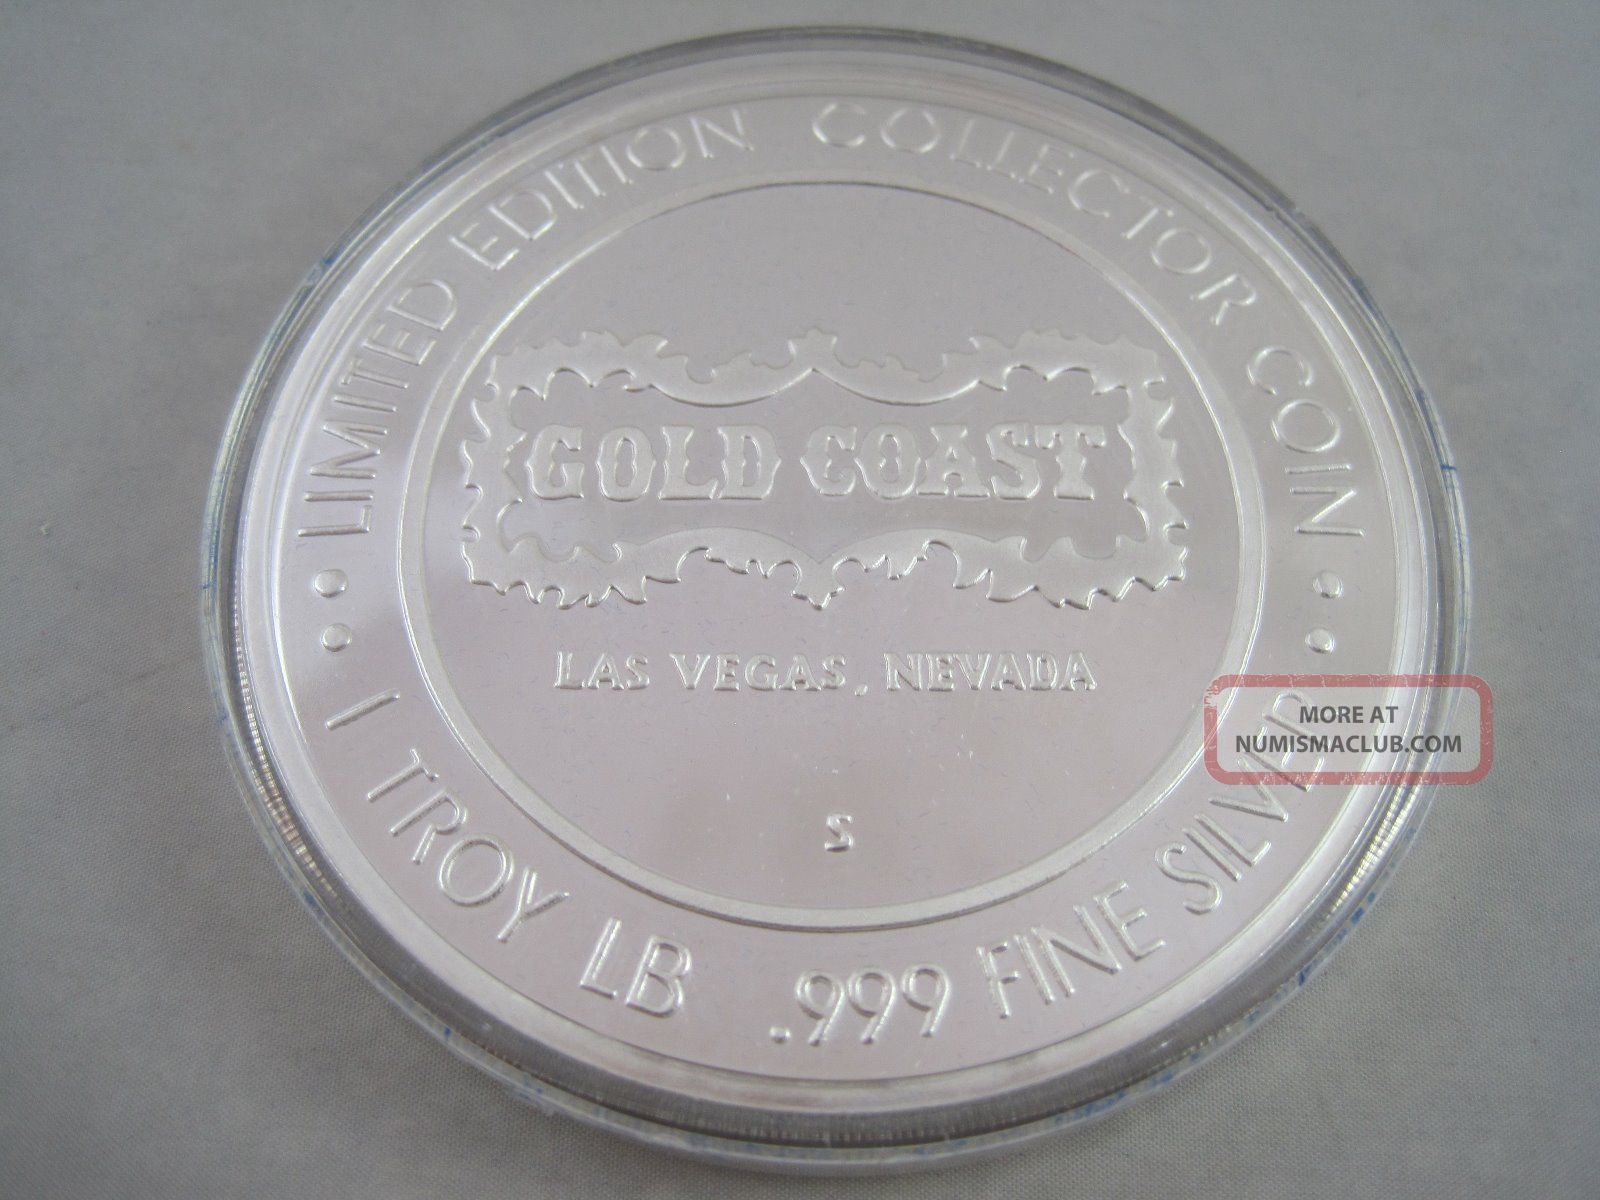 LIMITED EDITION COLLECTOR COIN
GOLD COAST
LAS VEGAS, NEVADA
S
1 TROY LB .999 FINE SILVER
MORE AT
NUMISMACLUB.COM